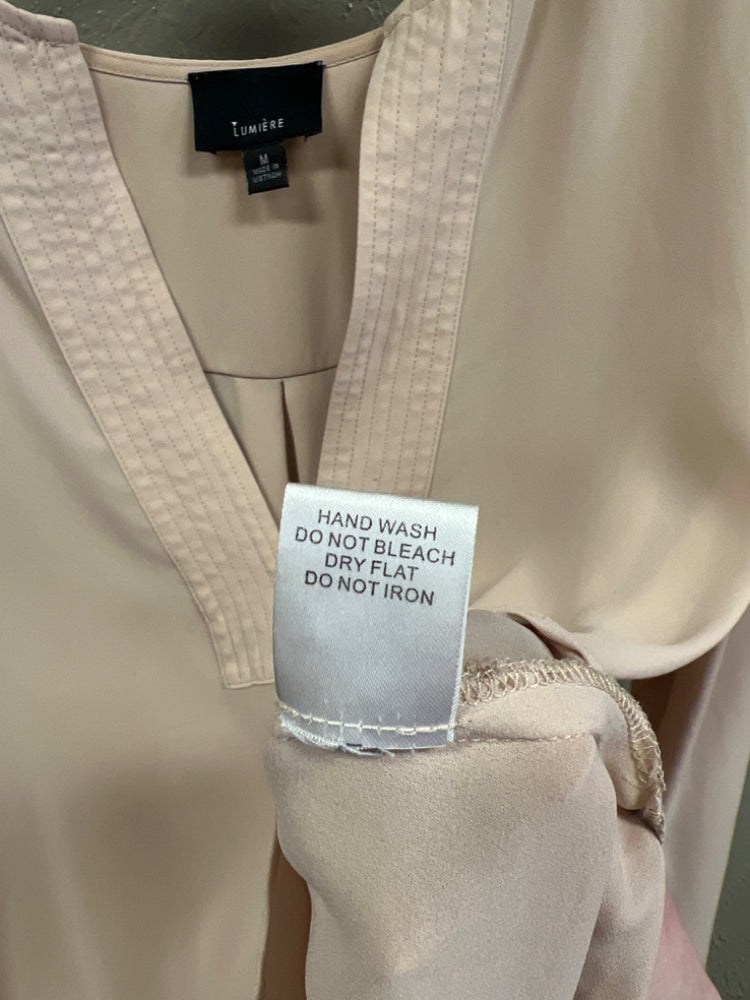 LUMIÈRE
M
MADE IN
VIETNAM
HAND WASH
DO NOT BLEACH
DRY FLAT
DO NOT IRON